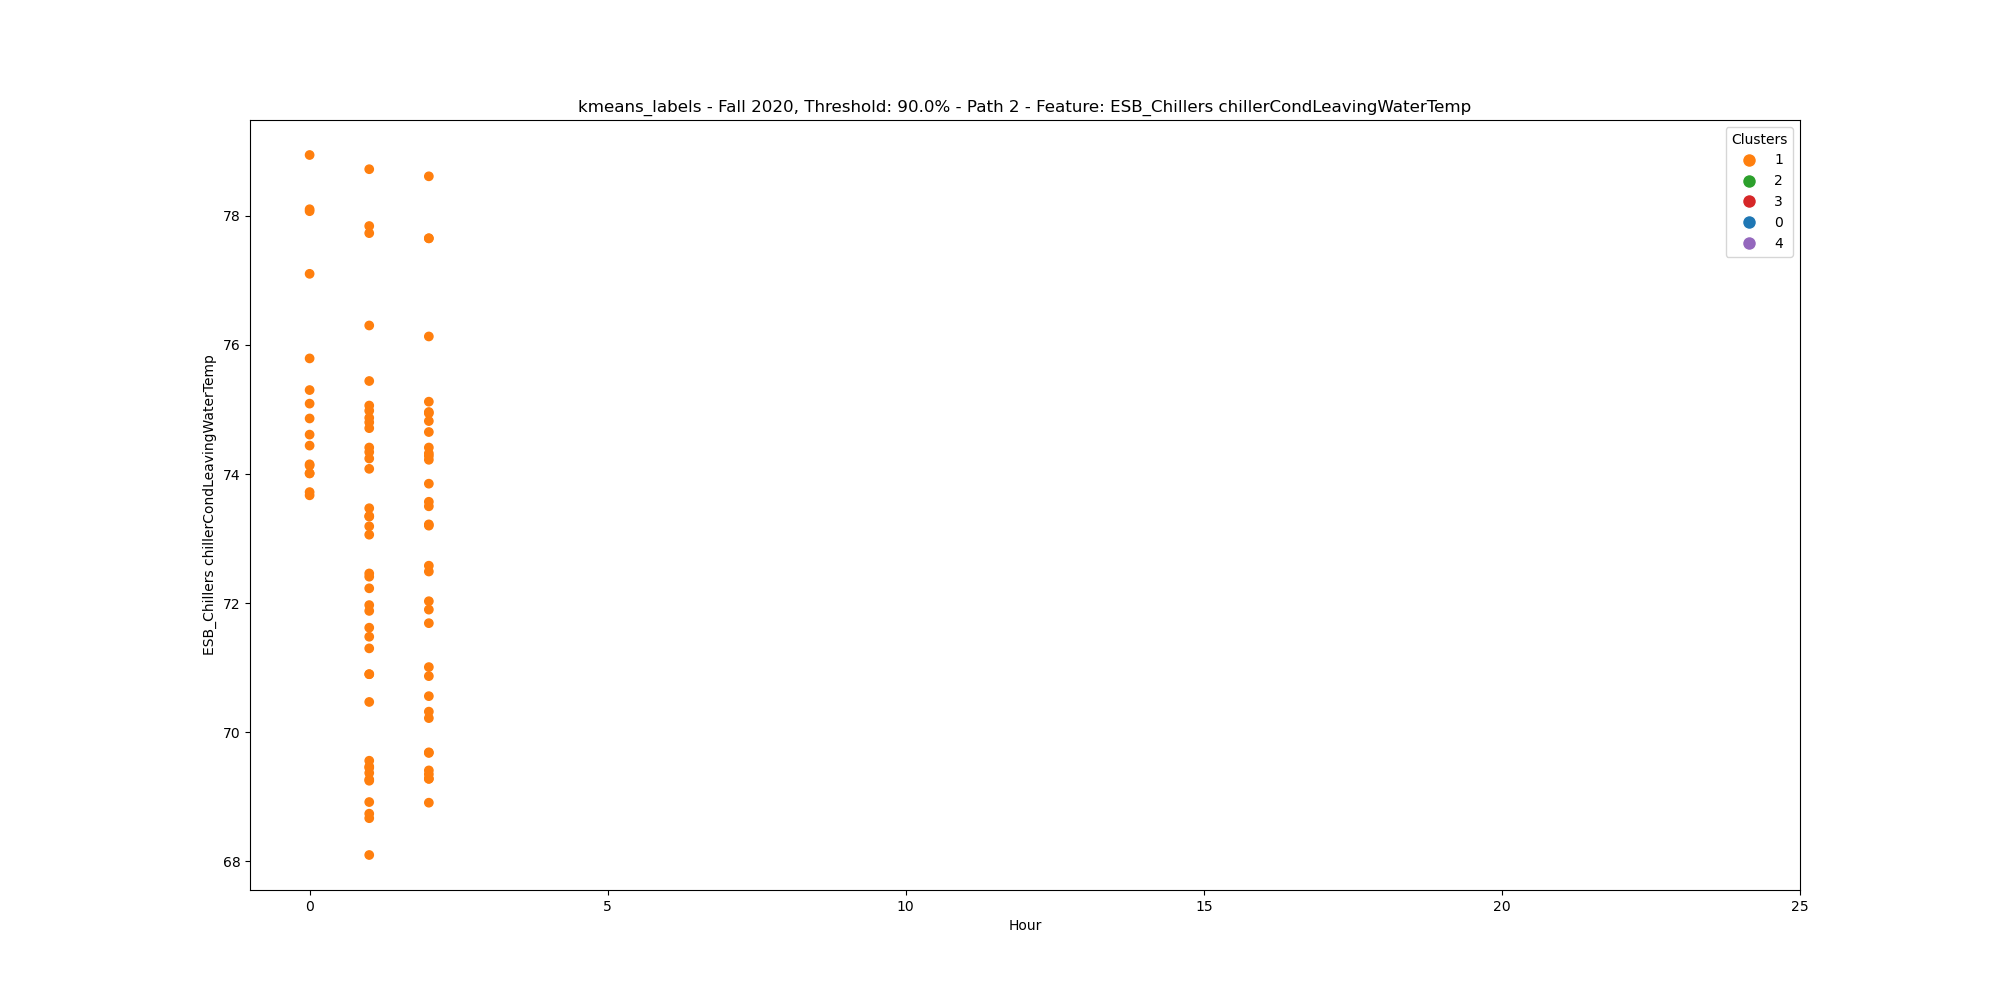 kmeans_labels - Fall 2020, Threshold: 90.0% - Path 2 - Feature: ESB_Chillers chillerCondLeavingWaterTemp
Clusters
1
2
3
0
4
ESB_Chillers chillerCondLeavingWaterTemp
78
76
74
72
70
68
0 5 10 15 20 25
Hour